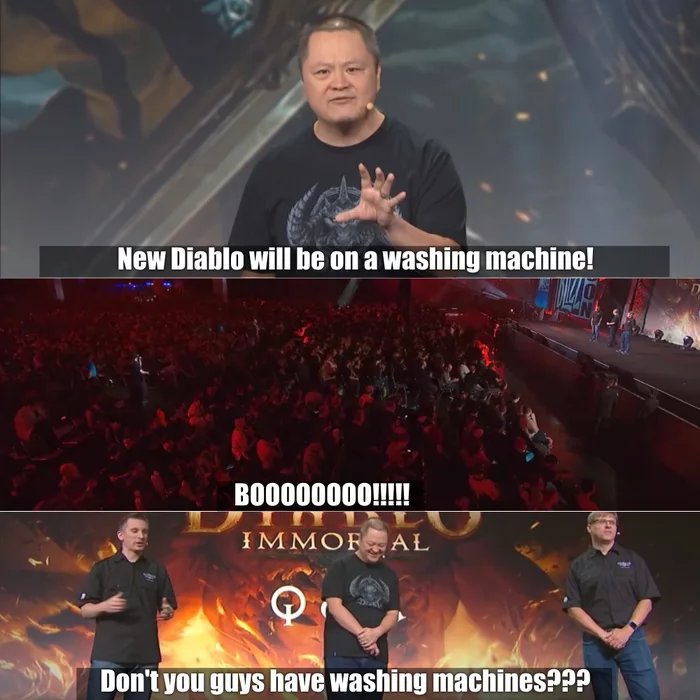 New Diablo will be on a washing machine!
BOOOOOOOO!!!!!
IMMORTAL
Don't you guys have washing machines???